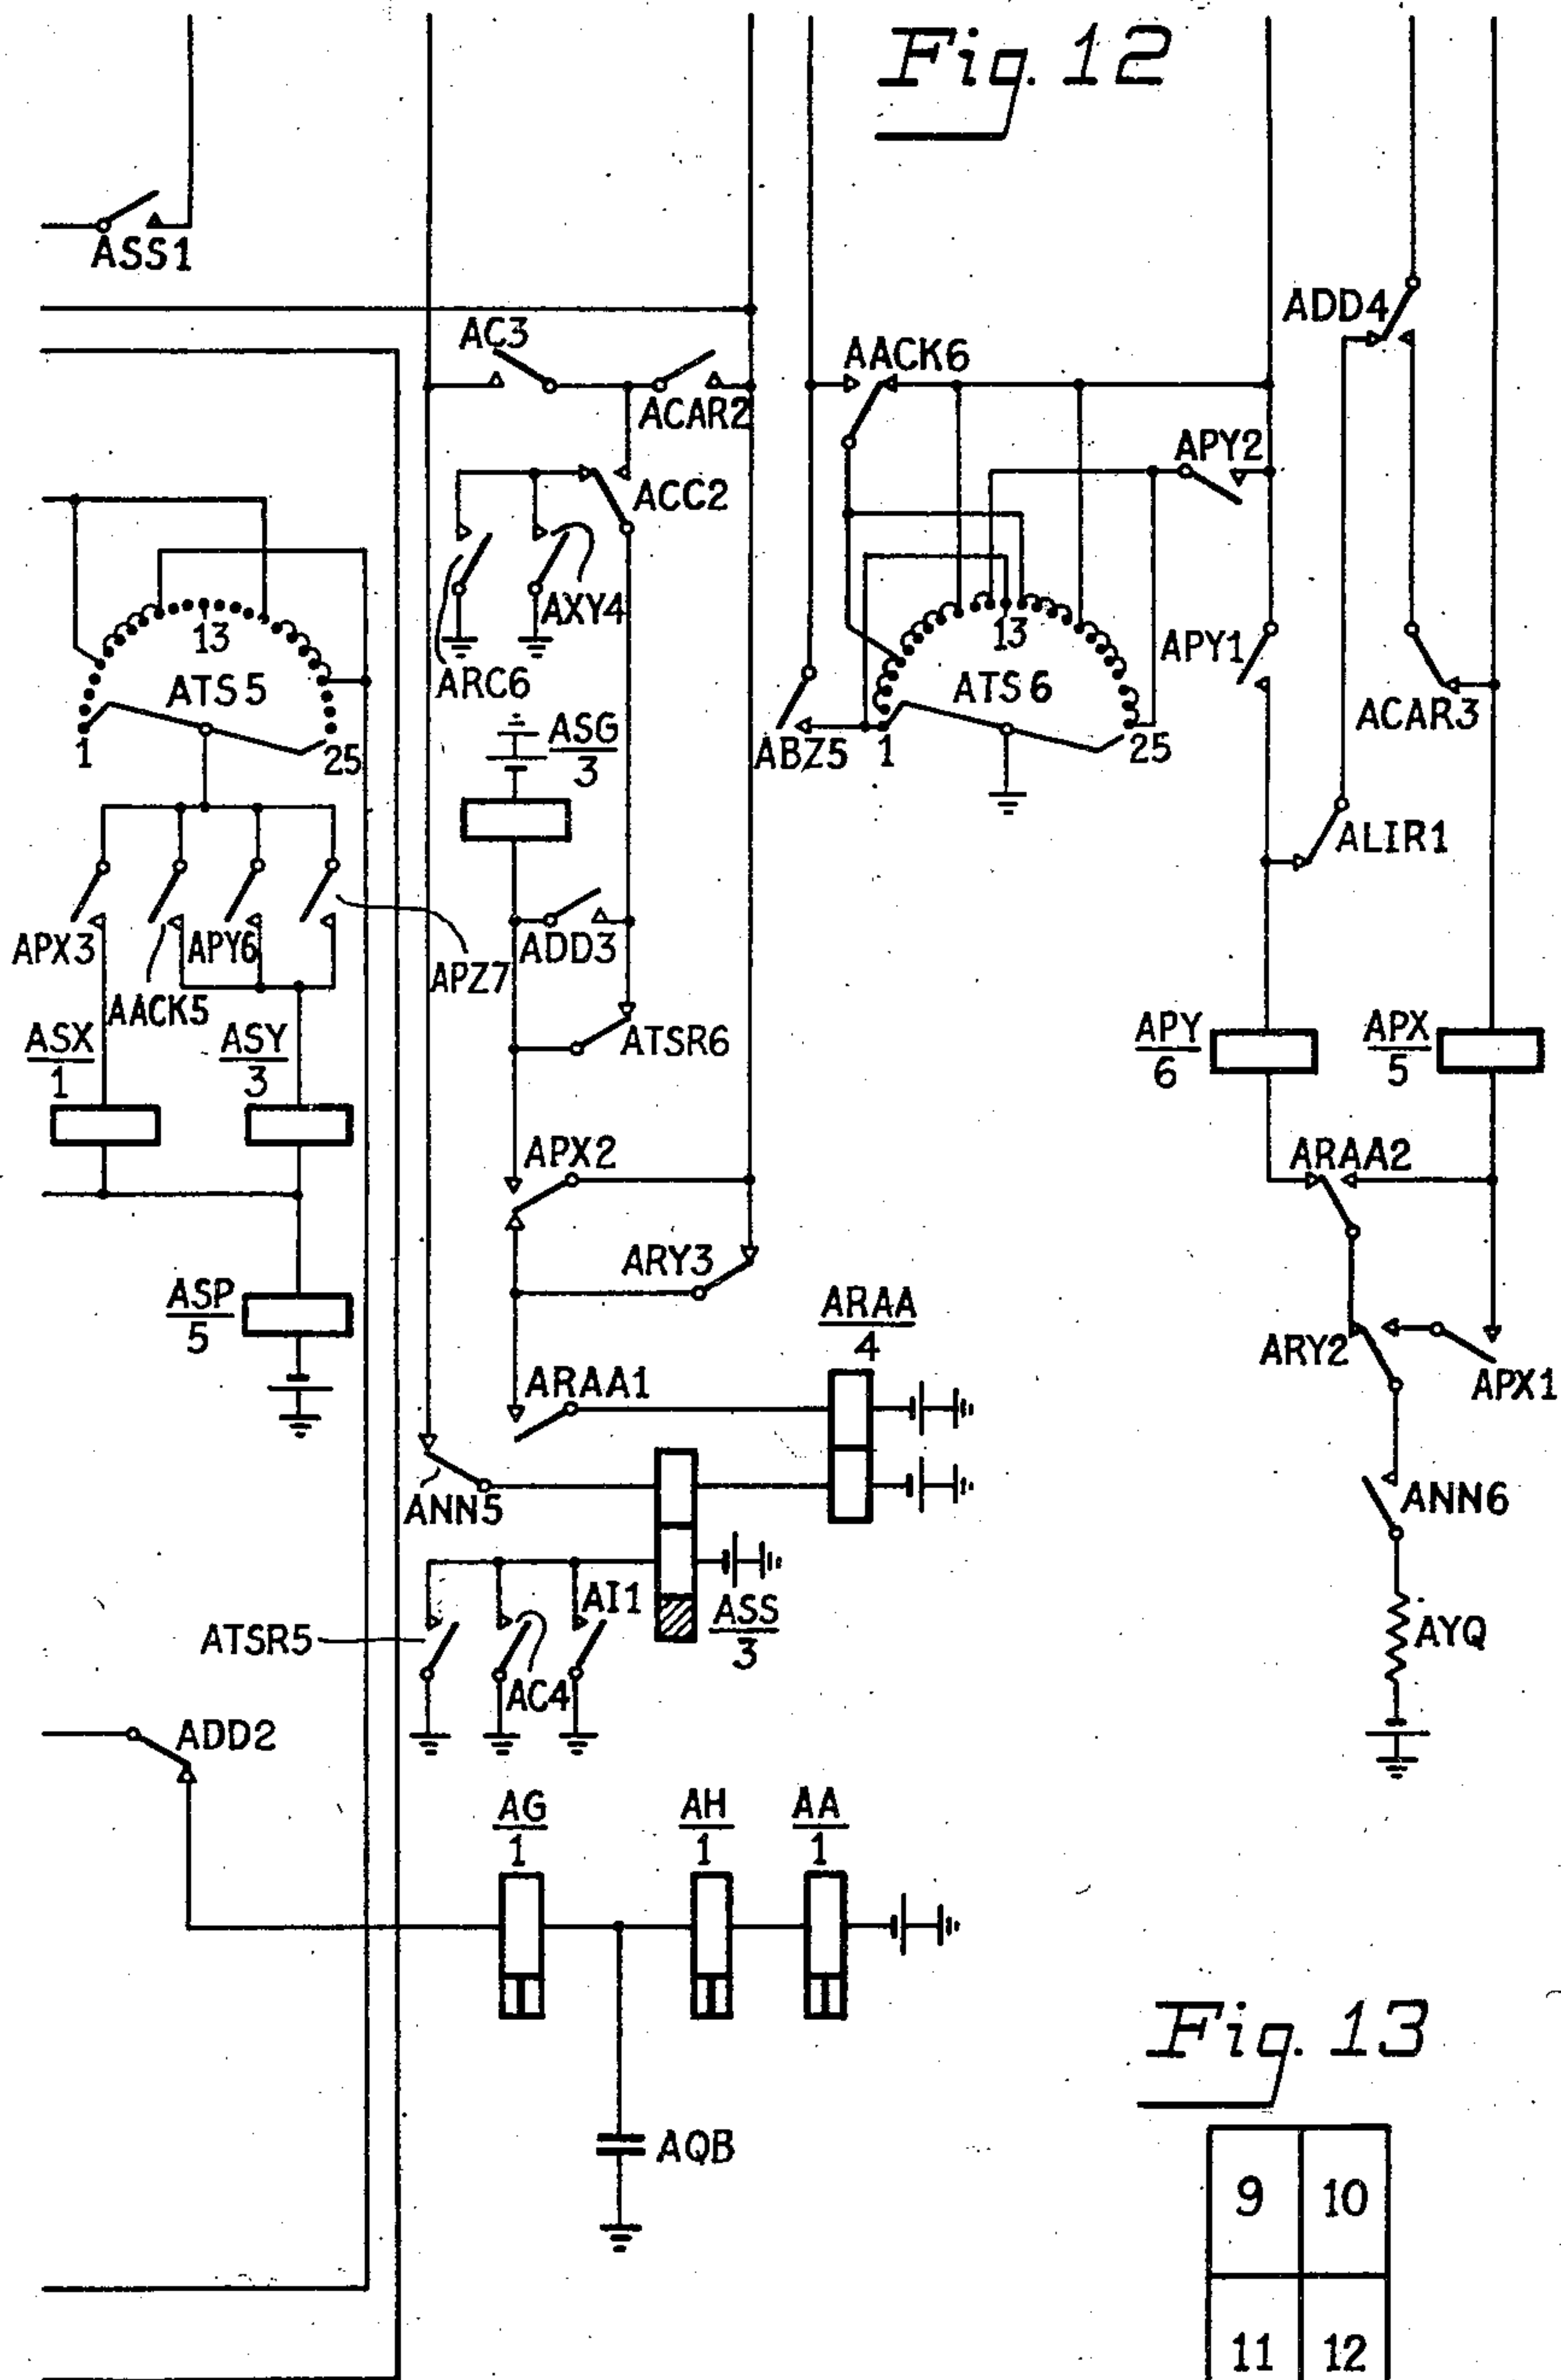 Fig. 12
ASS1
ADD4
AC3
AACK6
ACAR2
APY2
ACC2
AXY4
13
13
APY1
ARC6
ATS 5
ATS 6
ACAR3
ASG
3
1
25
ABZ5
1
25
ALIR1
APX3
APY6
ADD3
APZ7
AACK5
ASX
1
ASY
3
ATSR6
APY
6
APX
5
APX2
ARAA2
ARY3
ASP
5
ARAA
4
ARY2
APX1
ARAA1
ANN5
ANN6
AI1
ASS
3
ATSR5
AC4
AYQ
ADD2
AG
1
AH
1
AA
1
Fig. 13
AQB
9 10
11 12